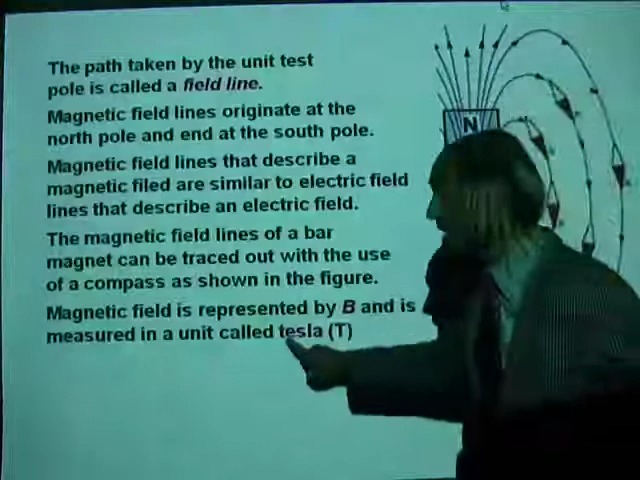 The path taken by the unit test
pole is called a field line.
Magnetic field lines originate at the
north pole and end at the south pole.
Magnetic field lines that describe a
magnetic filed are similar to electric field
lines that describe an electric field.
The magnetic field lines of a bar
magnet can be traced out with the use
of a compass as shown in the figure.
Magnetic field is represented by B and is
measured in a unit called tesla (T)
N